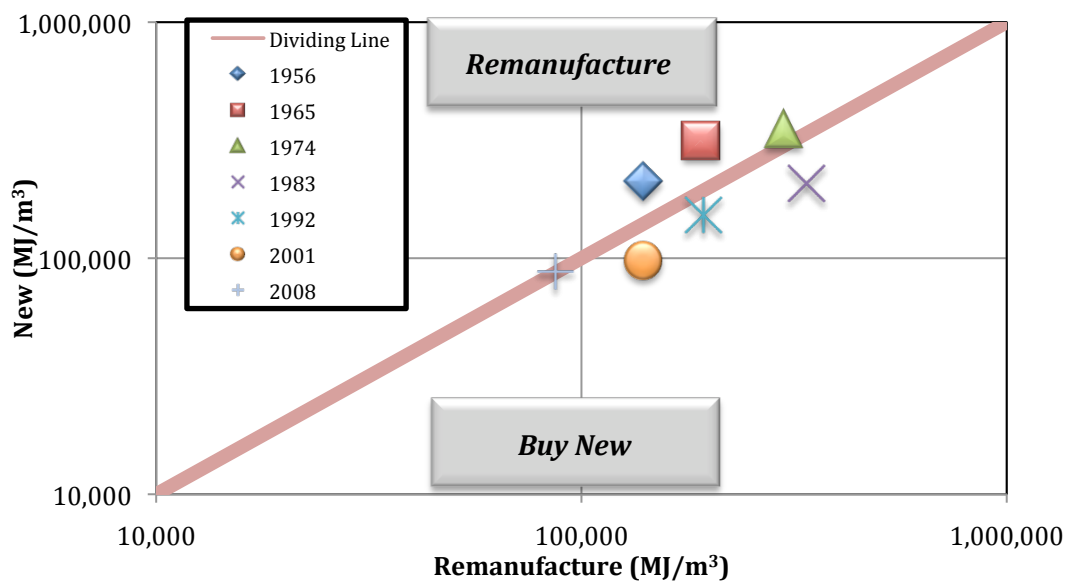 1,000,000
100,000
10,000
New (MJ/m³)
Dividing Line
1956
1965
1974
1983
1992
2001
2008
Remanufacture
Buy New
10,000
100,000
1,000,000
Remanufacture (MJ/m³)